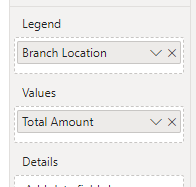 Legend
Branch Location
Values
Total Amount
Details